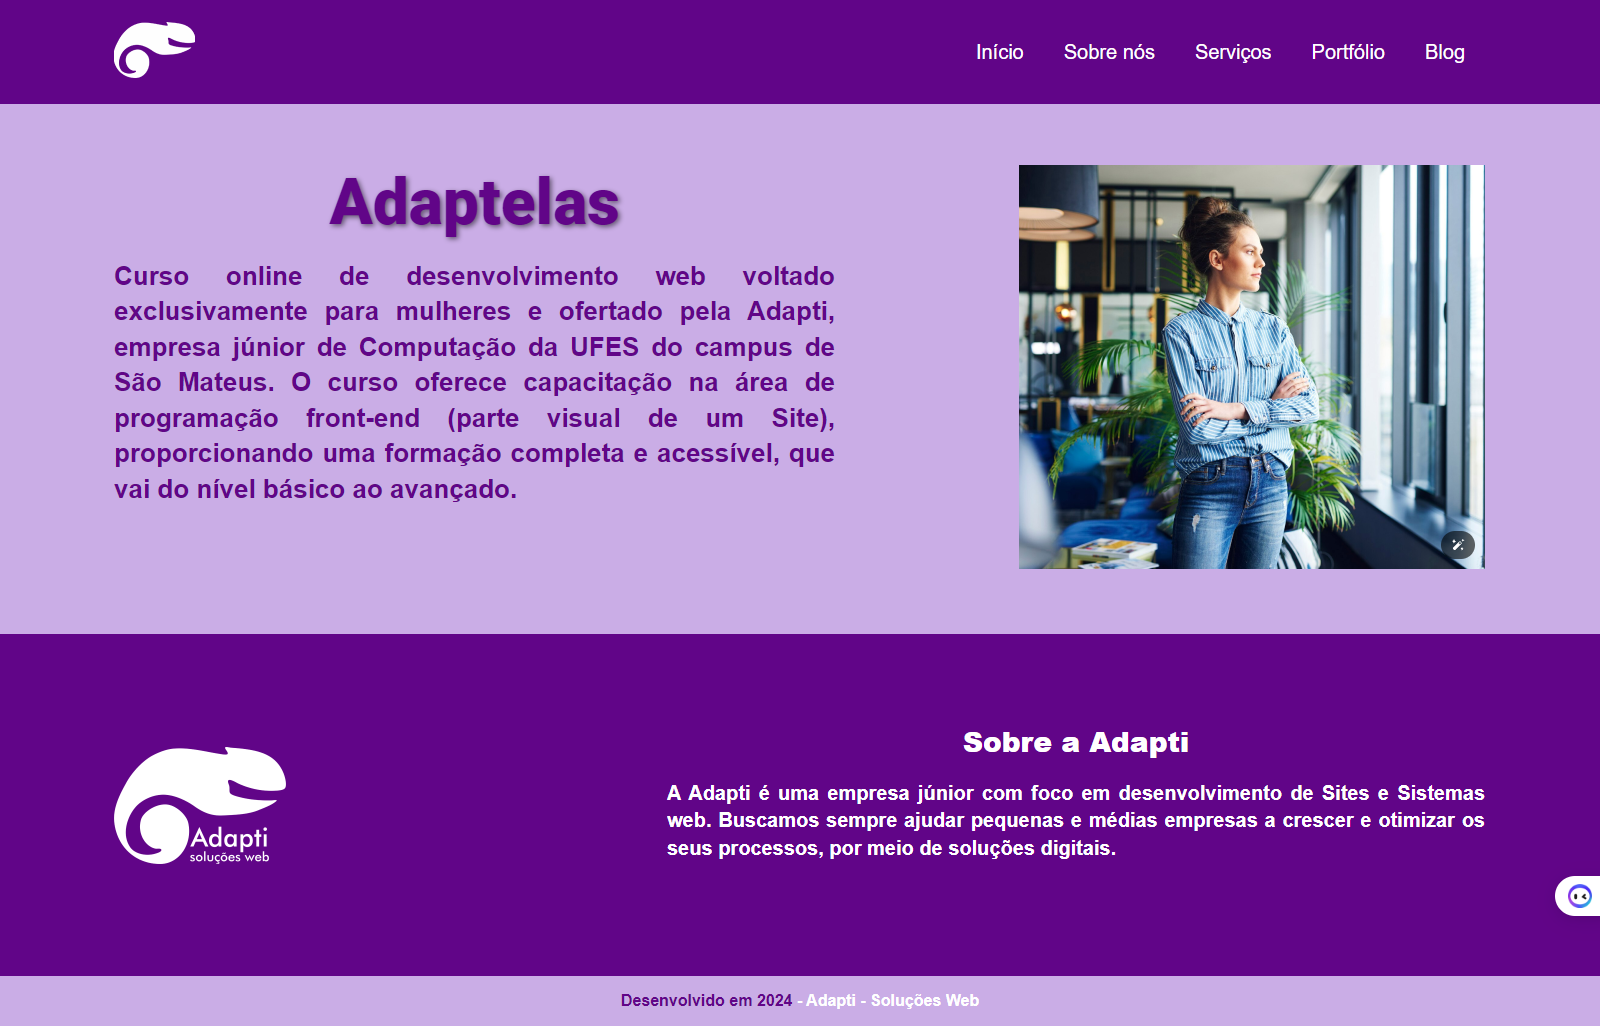 Início Sobre nós Serviços Portfólio Blog
Adaptelas
Curso online de desenvolvimento web voltado
exclusivamente para mulheres e ofertado pela Adapti,
empresa júnior de Computação da UFES do campus de
São Mateus. O curso oferece capacitação na área de
programação front-end (parte visual de um Site),
proporcionando uma formação completa e acessível, que
vai do nível básico ao avançado.
Adapti
soluções web
Sobre a Adapti
A Adapti é uma empresa júnior com foco em desenvolvimento de Sites e Sistemas
web. Buscamos sempre ajudar pequenas e médias empresas a crescer e otimizar os
seus processos, por meio de soluções digitais.
Desenvolvido em 2024 - Adapti - Soluções Web